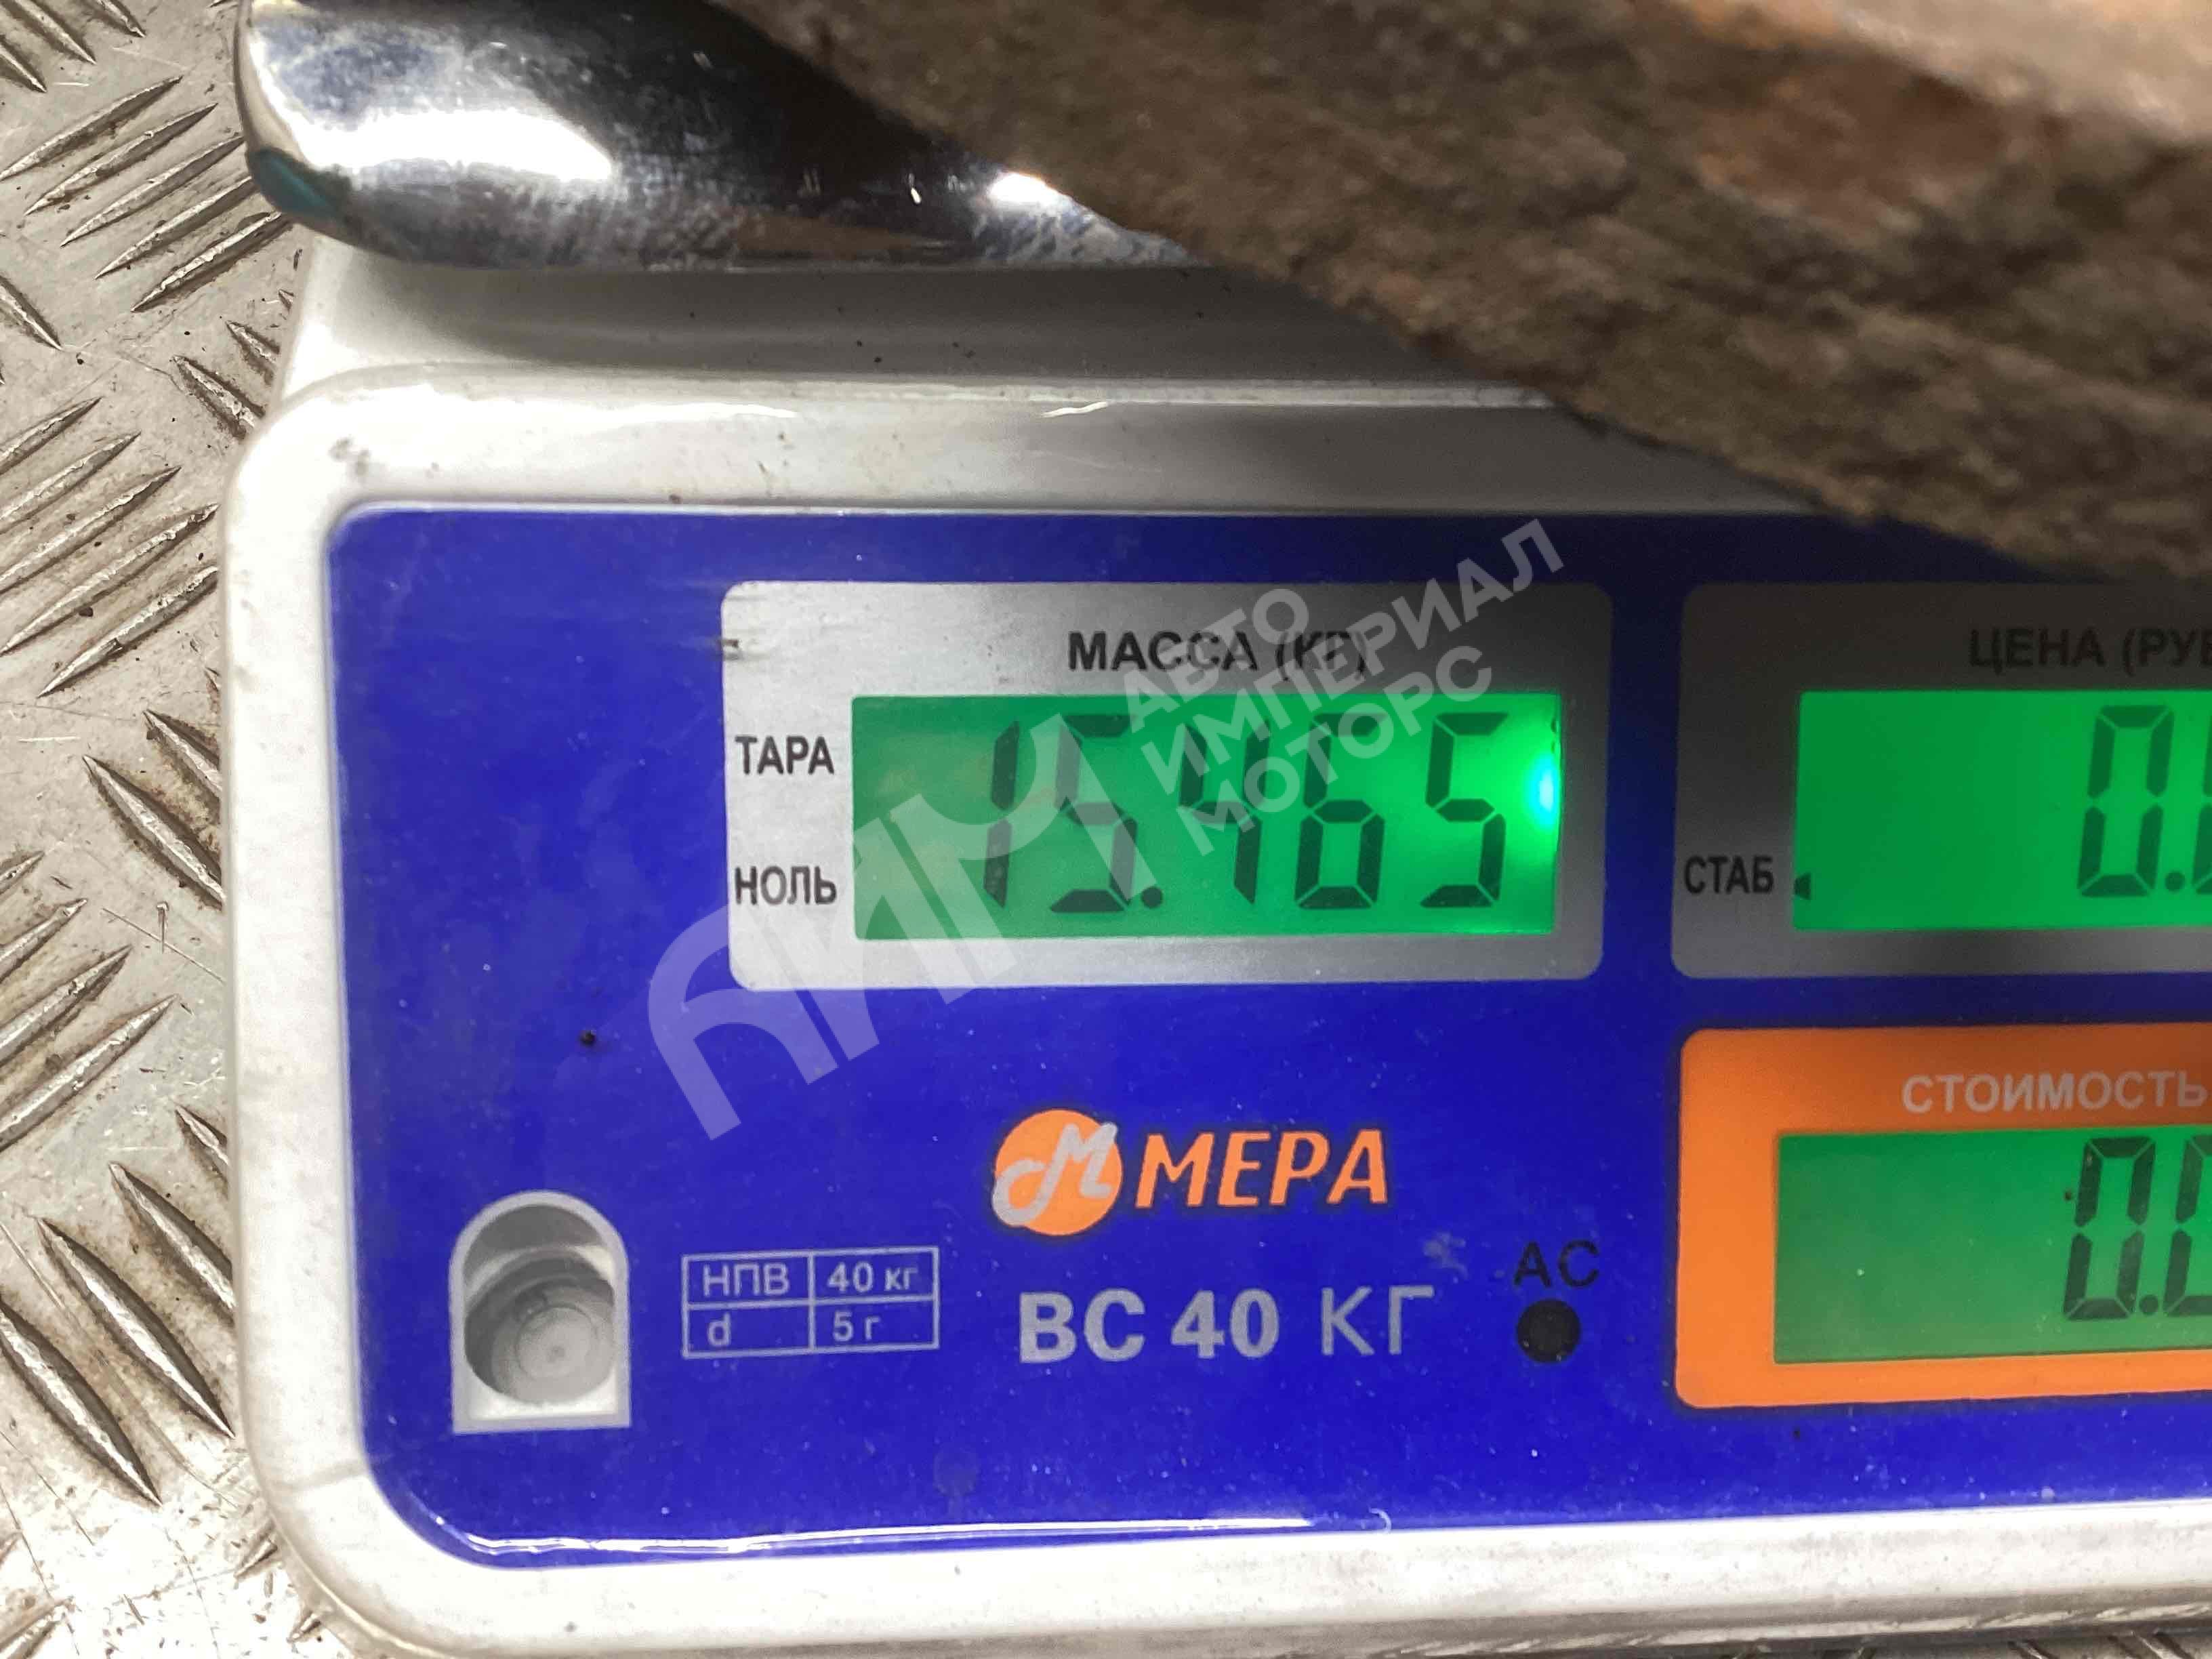 МАССА (КГ)
ТАРА
15.465
НОЛЬ
ЦЕНА
СТАБ
СТОИМОСТЬ
МЕРА
НПВ 40 кг
d 5 г
ВС 40 КГ
АС
АИМ
АВТО
ИМПЕРИАЛ
МОТОРС